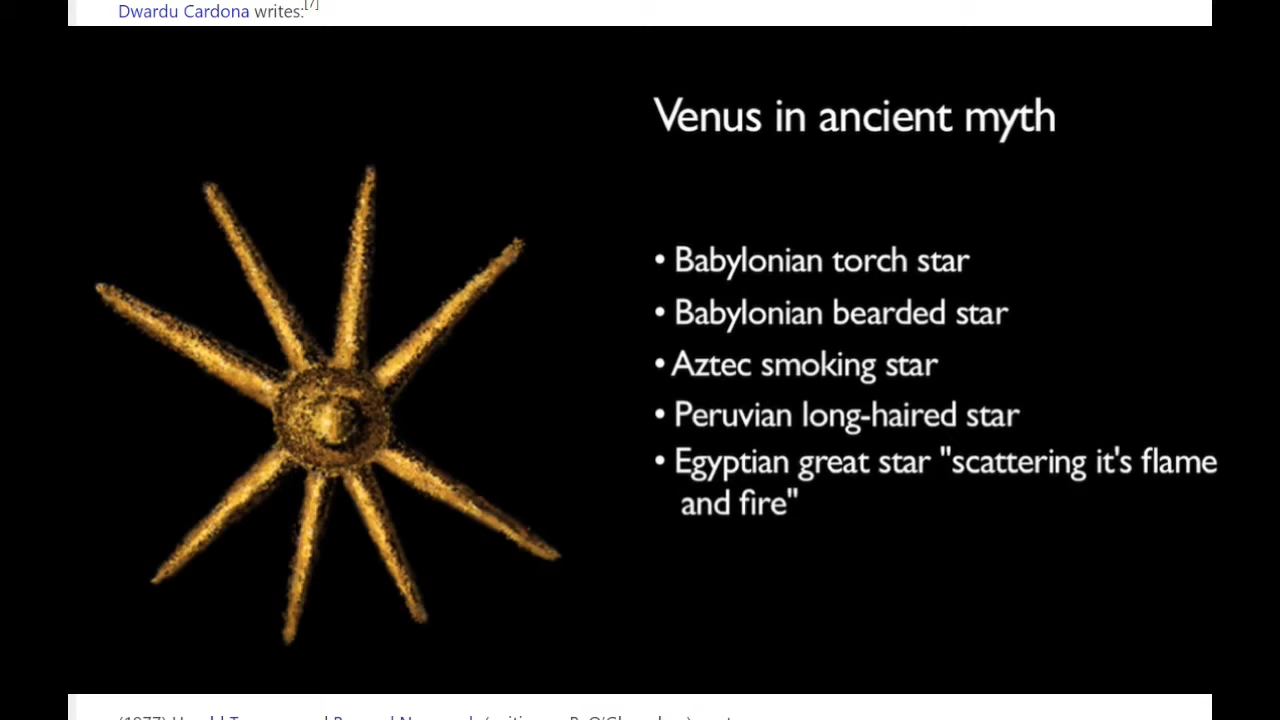 Dwardu Cardona writes:[7]
Venus in ancient myth
• Babylonian torch star
• Babylonian bearded star
• Aztec smoking star
• Peruvian long-haired star
• Egyptian great star "scattering it's flame
and fire"